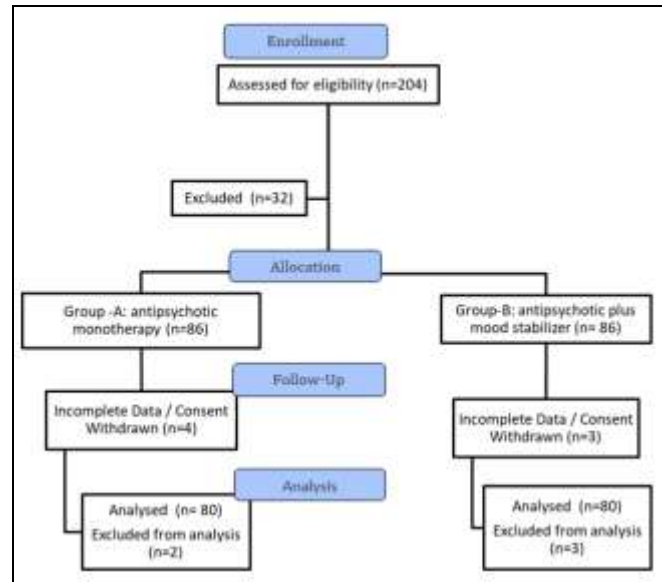 Enrollment
Assessed for eligibility (n=204)
Excluded (n=32)
Allocation
Group -A: antipsychotic
monotherapy (n=86)
Group-B: antipsychotic plus
mood stabilizer (n= 86)
Follow-Up
Incomplete Data / Consent
Withdrawn (n=4)
Incomplete Data / Consent
Withdrawn (n=3)
Analysis
Analysed (n= 80)
Excluded from analysis
(n=2)
Analysed (n=80)
Excluded from analysis
(n=3)